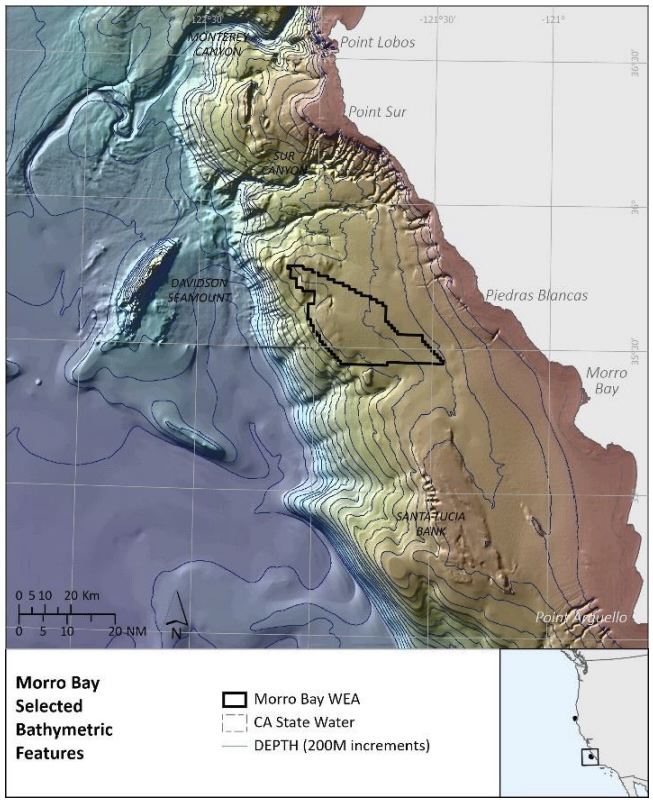 -122°30'
-121°30'
-121°
MONTEREY
CANYON
Point Lobos
36°30'
Point Sur
SUR
CANYON
36°
DAVIDSON
SEAMOUNT
Piedras Blancas
35°30'
Morro
Bay
SANTA LUCIA
BANK
Point Arguello
0 5 10 20 Km
0 5 10 20 NM
N
Morro Bay
Selected
Bathymetric
Features
Morro Bay WEA
CA State Water
DEPTH (200M increments)